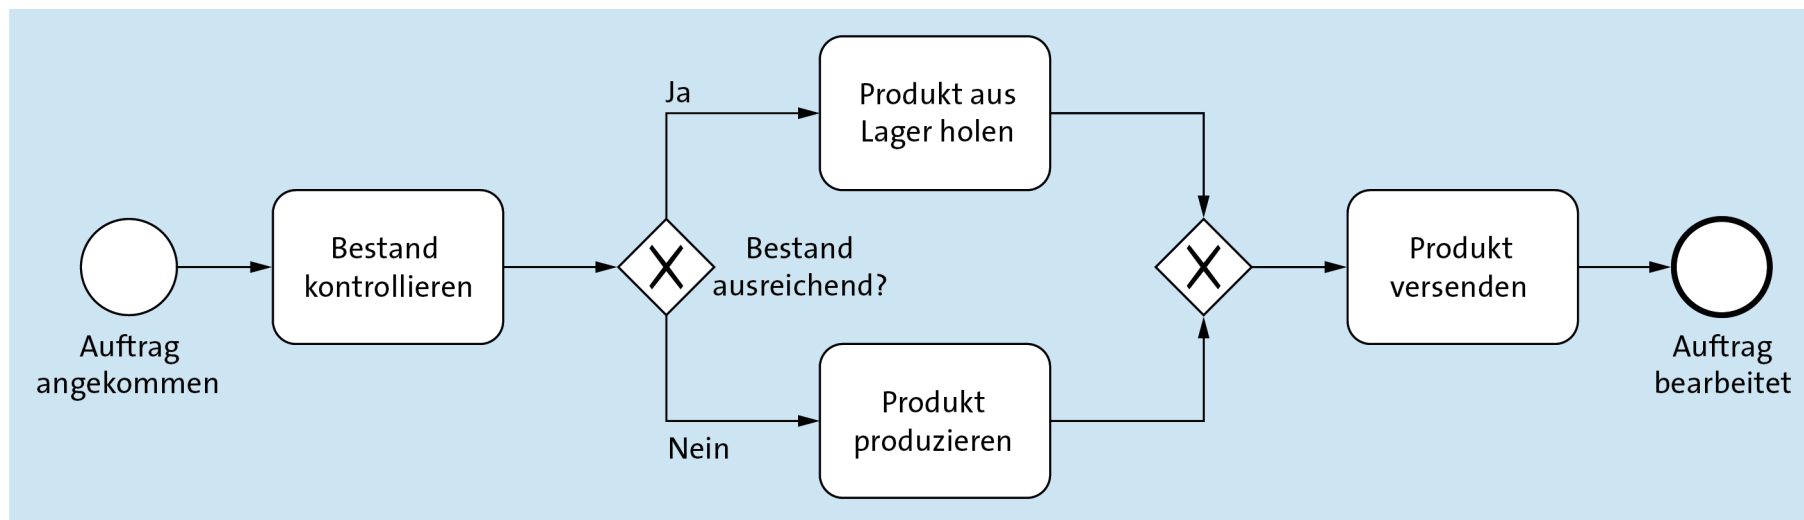 Auftrag
angekommen
Bestand
kontrollieren
Bestand
ausreichend?
Ja
Produkt aus
Lager holen
Nein
Produkt
produzieren
Produkt
versenden
Auftrag
bearbeitet